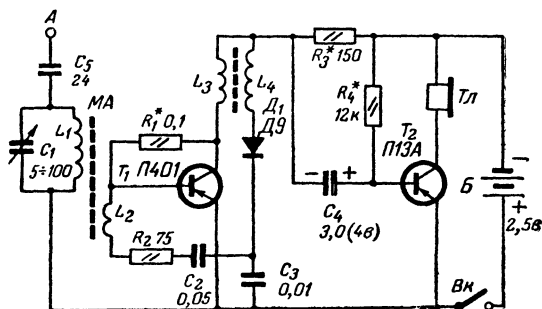 А
C5
24
МА
C1
5÷100
L1
R1* 0,1
T1 П401
L2
R2 75
C2
0,05
C3
0,01
L3
L4
Д1
Д9
R3* 150
R4*
12к
Тл
T2
П13А
C4
3,0 (4в)
Б
2,5в
Вк
- +
-
+